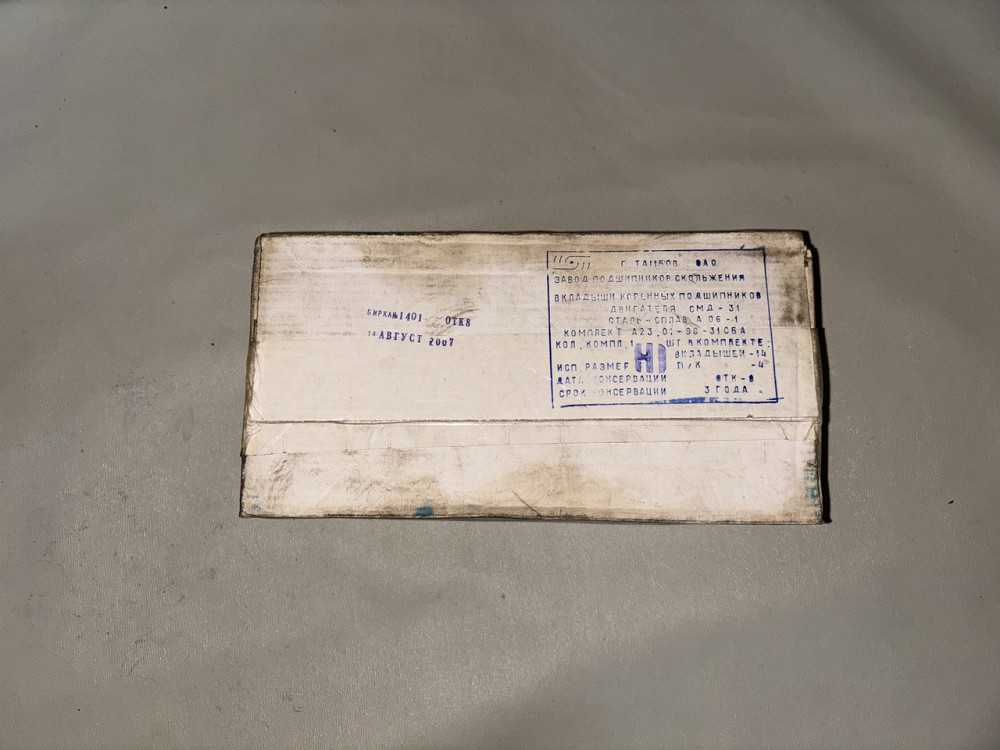 БИРКА№1401 ОТК8
14 АВГУСТ 2007
Г. ТАМБОВ ОАО
ЗАВОД ПОДШИПНИКОВ СКОЛЬЖЕНИЯ
ВКЛАДЫШИ КОРЕННЫХ ПОДШИПНИКОВ
ДВИГАТЕЛЯ СМД-31
СТАЛЬ-СПЛАВ А 06-1
КОМПЛЕКТ А23.01-98-31СБА
КОЛ. КОМПЛ. 1 ШТ В КОМПЛЕКТЕ:
ВКЛАДЫШЕЙ-14
ИСП. РАЗМЕР Н1 П/К -4
ДАТА КОНСЕРВАЦИИ ОТК-8
СРОК КОНСЕРВАЦИИ 3 ГОДА